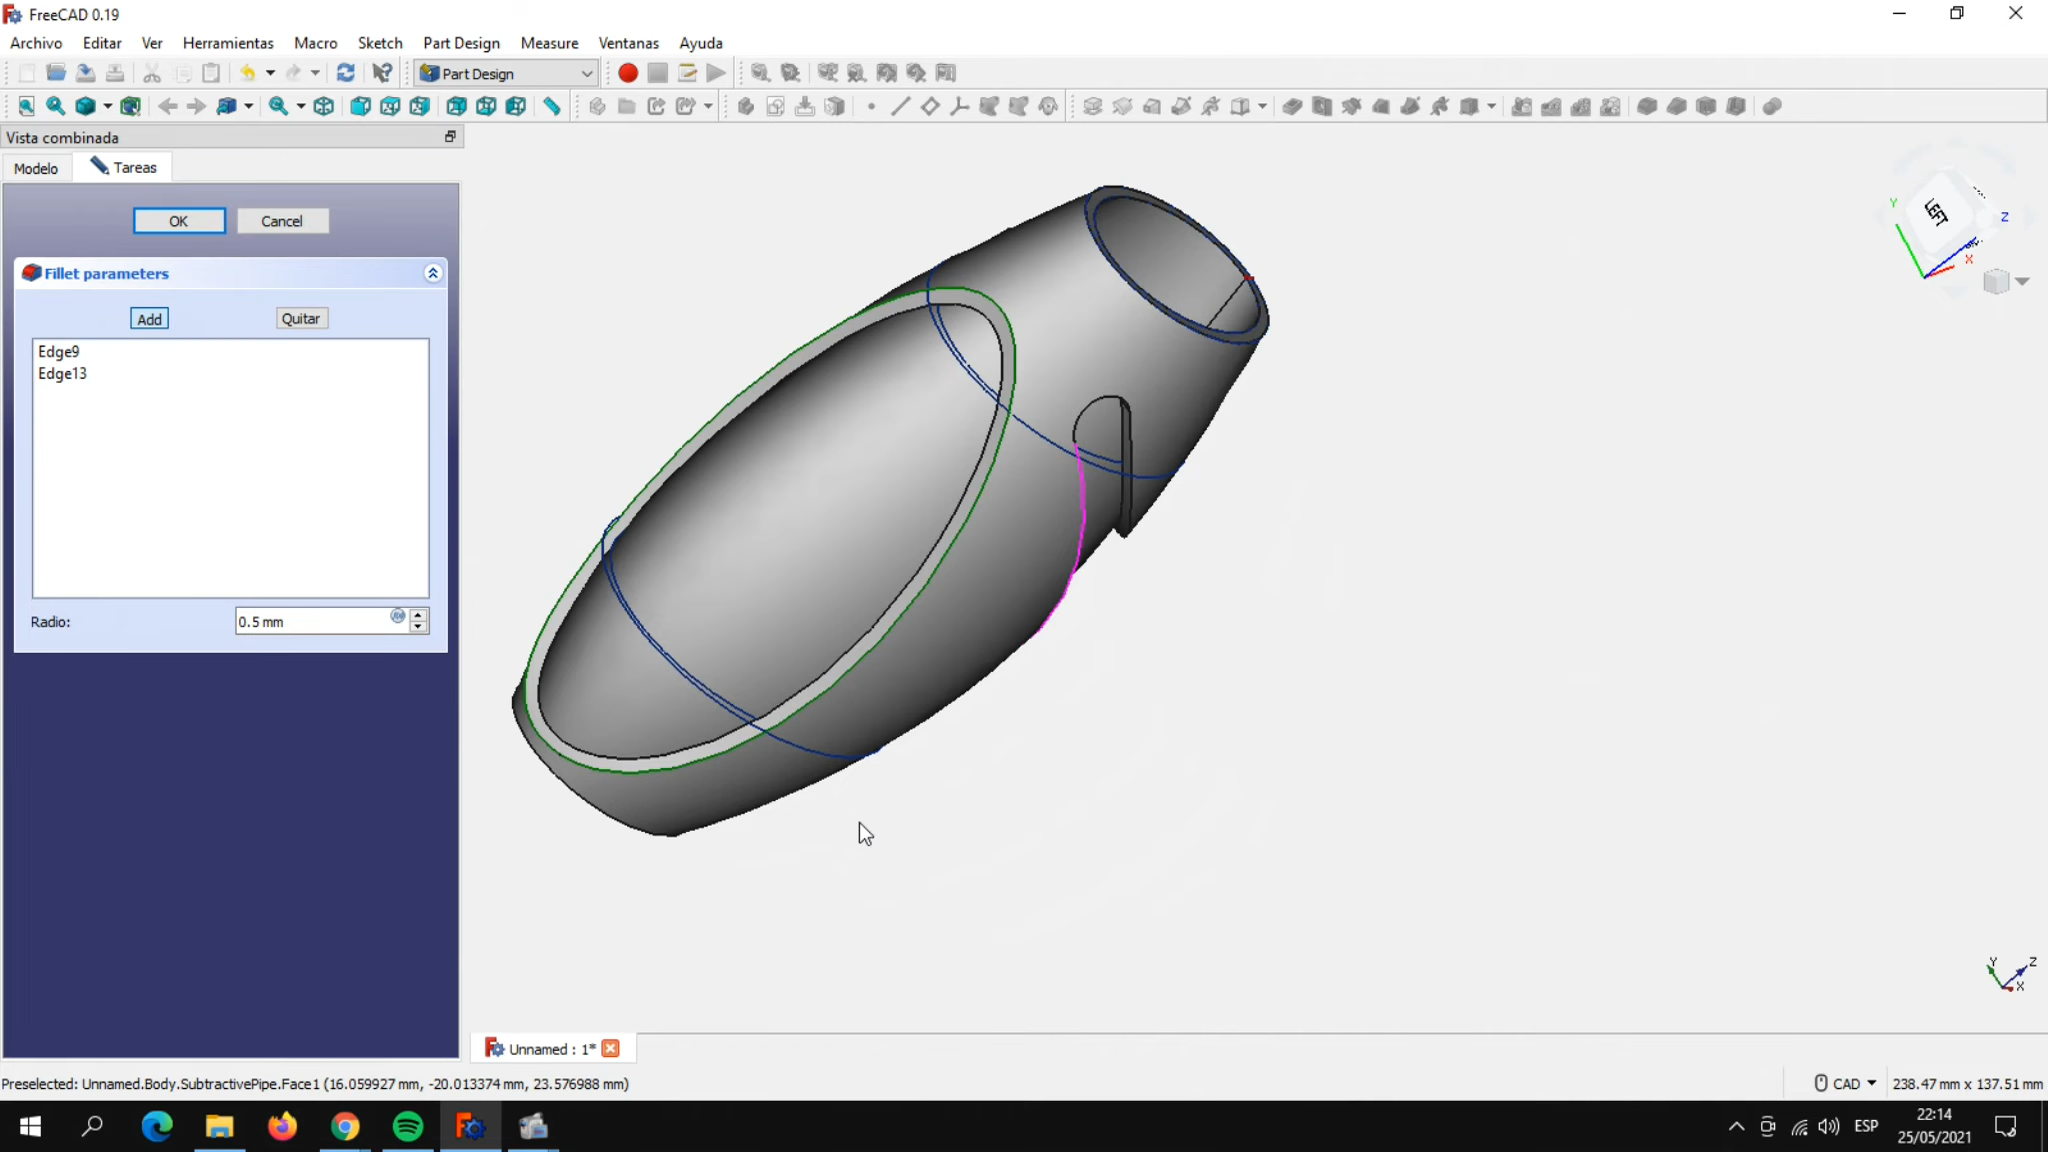 FreeCAD 0.19
Archivo Editar Ver Herramientas Macro Sketch Part Design Measure Ventanas Ayuda
Part Design
Vista combinada
Modelo Tareas
OK Cancel
Fillet parameters
Add Quitar
Edge9
Edge13
Radio: 0.5 mm
LEFT
Y
Z
X
Y
Z
X
Unnamed : 1*
Preselected: Unnamed.Body.SubtractivePipe.Face1 (16.059927 mm, -20.013374 mm, 23.576988 mm)
CAD 238.47 mm x 137.51 mm
ESP
22:14
25/05/2021